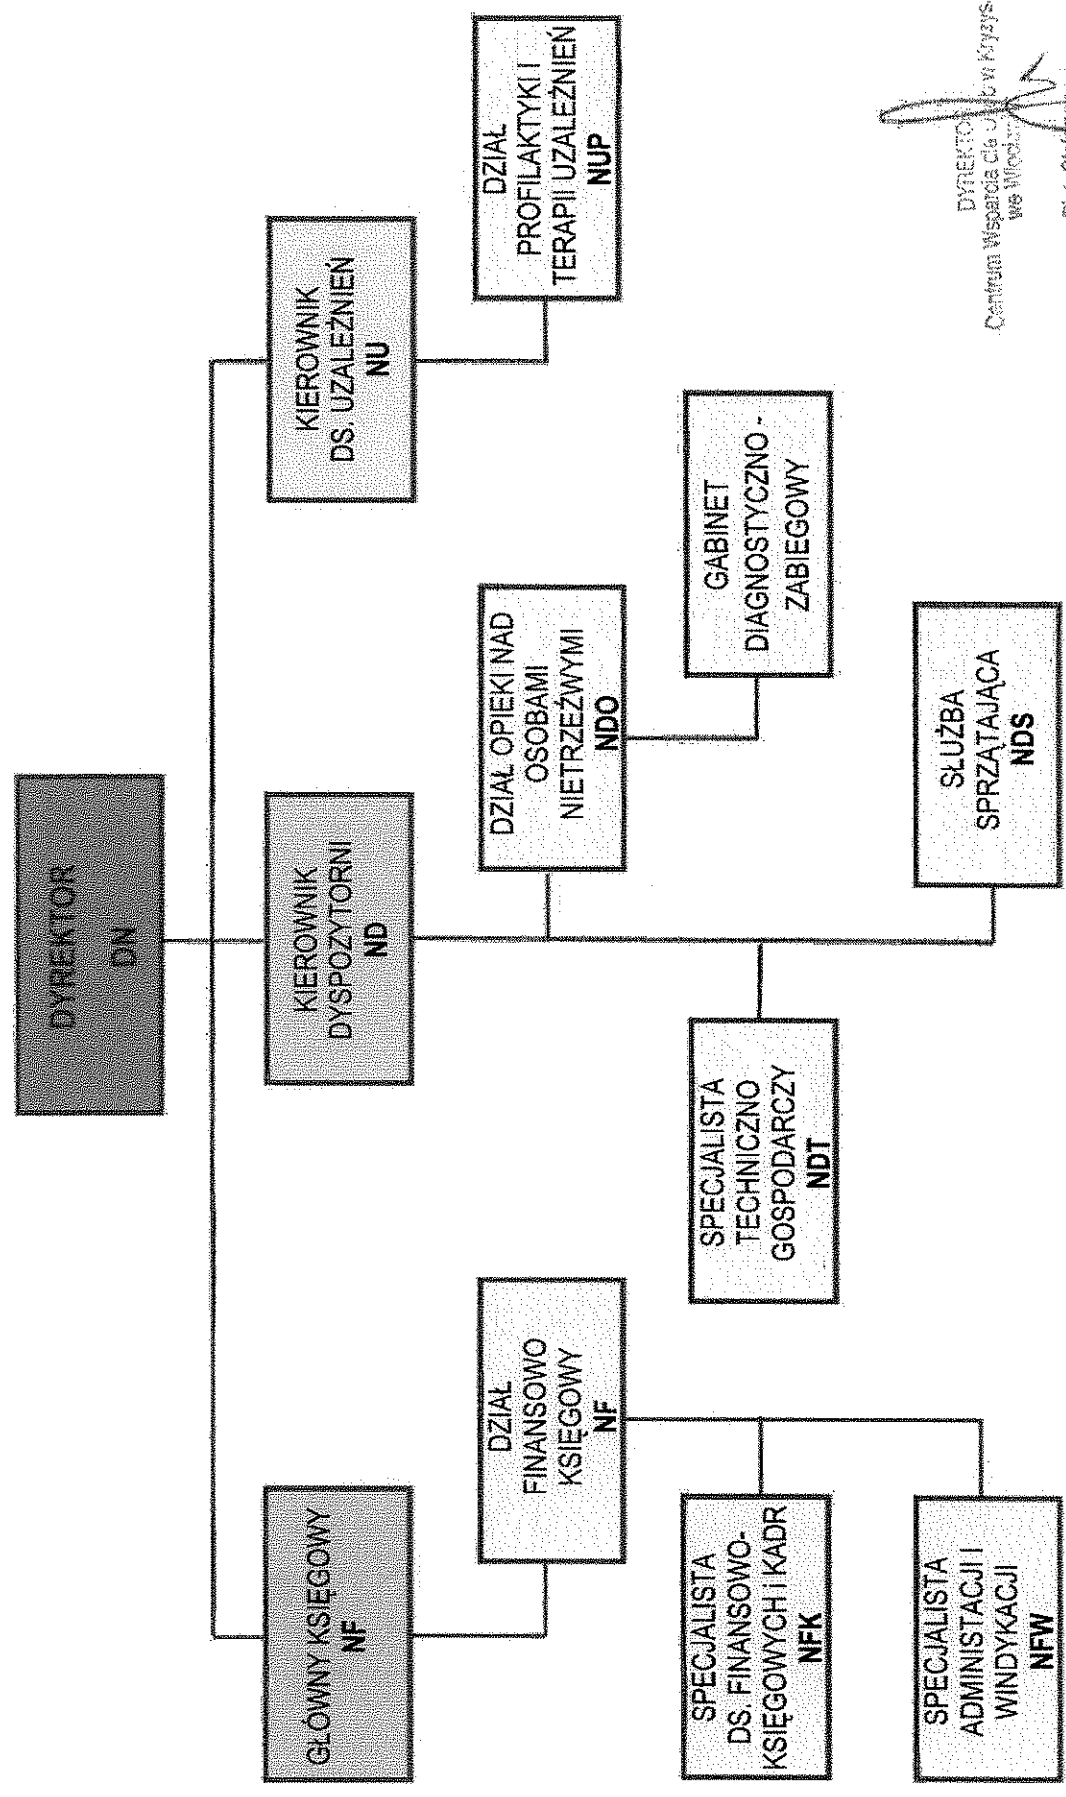 DYREKTOR
DN
GŁÓWNY KSIĘGOWY
NF
KIEROWNIK
DYSPOZYTORNI
ND
KIEROWNIK
DS. UZALEŻNIEŃ
NU
DZIAŁ
FINANSOWO
KSIĘGOWY
NF
DZIAŁ OPIEKI NAD
OSOBAMI
NIETRZEŹWYMI
NDO
DZIAŁ
PROFILAKTYKI I
TERAPII UZALEŻNIEŃ
NUP
SPECJALISTA
DS. FINANSOWO-
KSIĘGOWYCH i KADR
NFK
SPECJALISTA
TECHNICZNO
GOSPODARCZY
NDT
GABINET
DIAGNOSTYCZNO -
ZABIEGOWY
SPECJALISTA
ADMINISTACJI I
WINDYKACJI
NFW
SŁUŻBA
SPRZĄTAJĄCA
NDS
DYREKTOR
Centrum Wsparcia dla
we